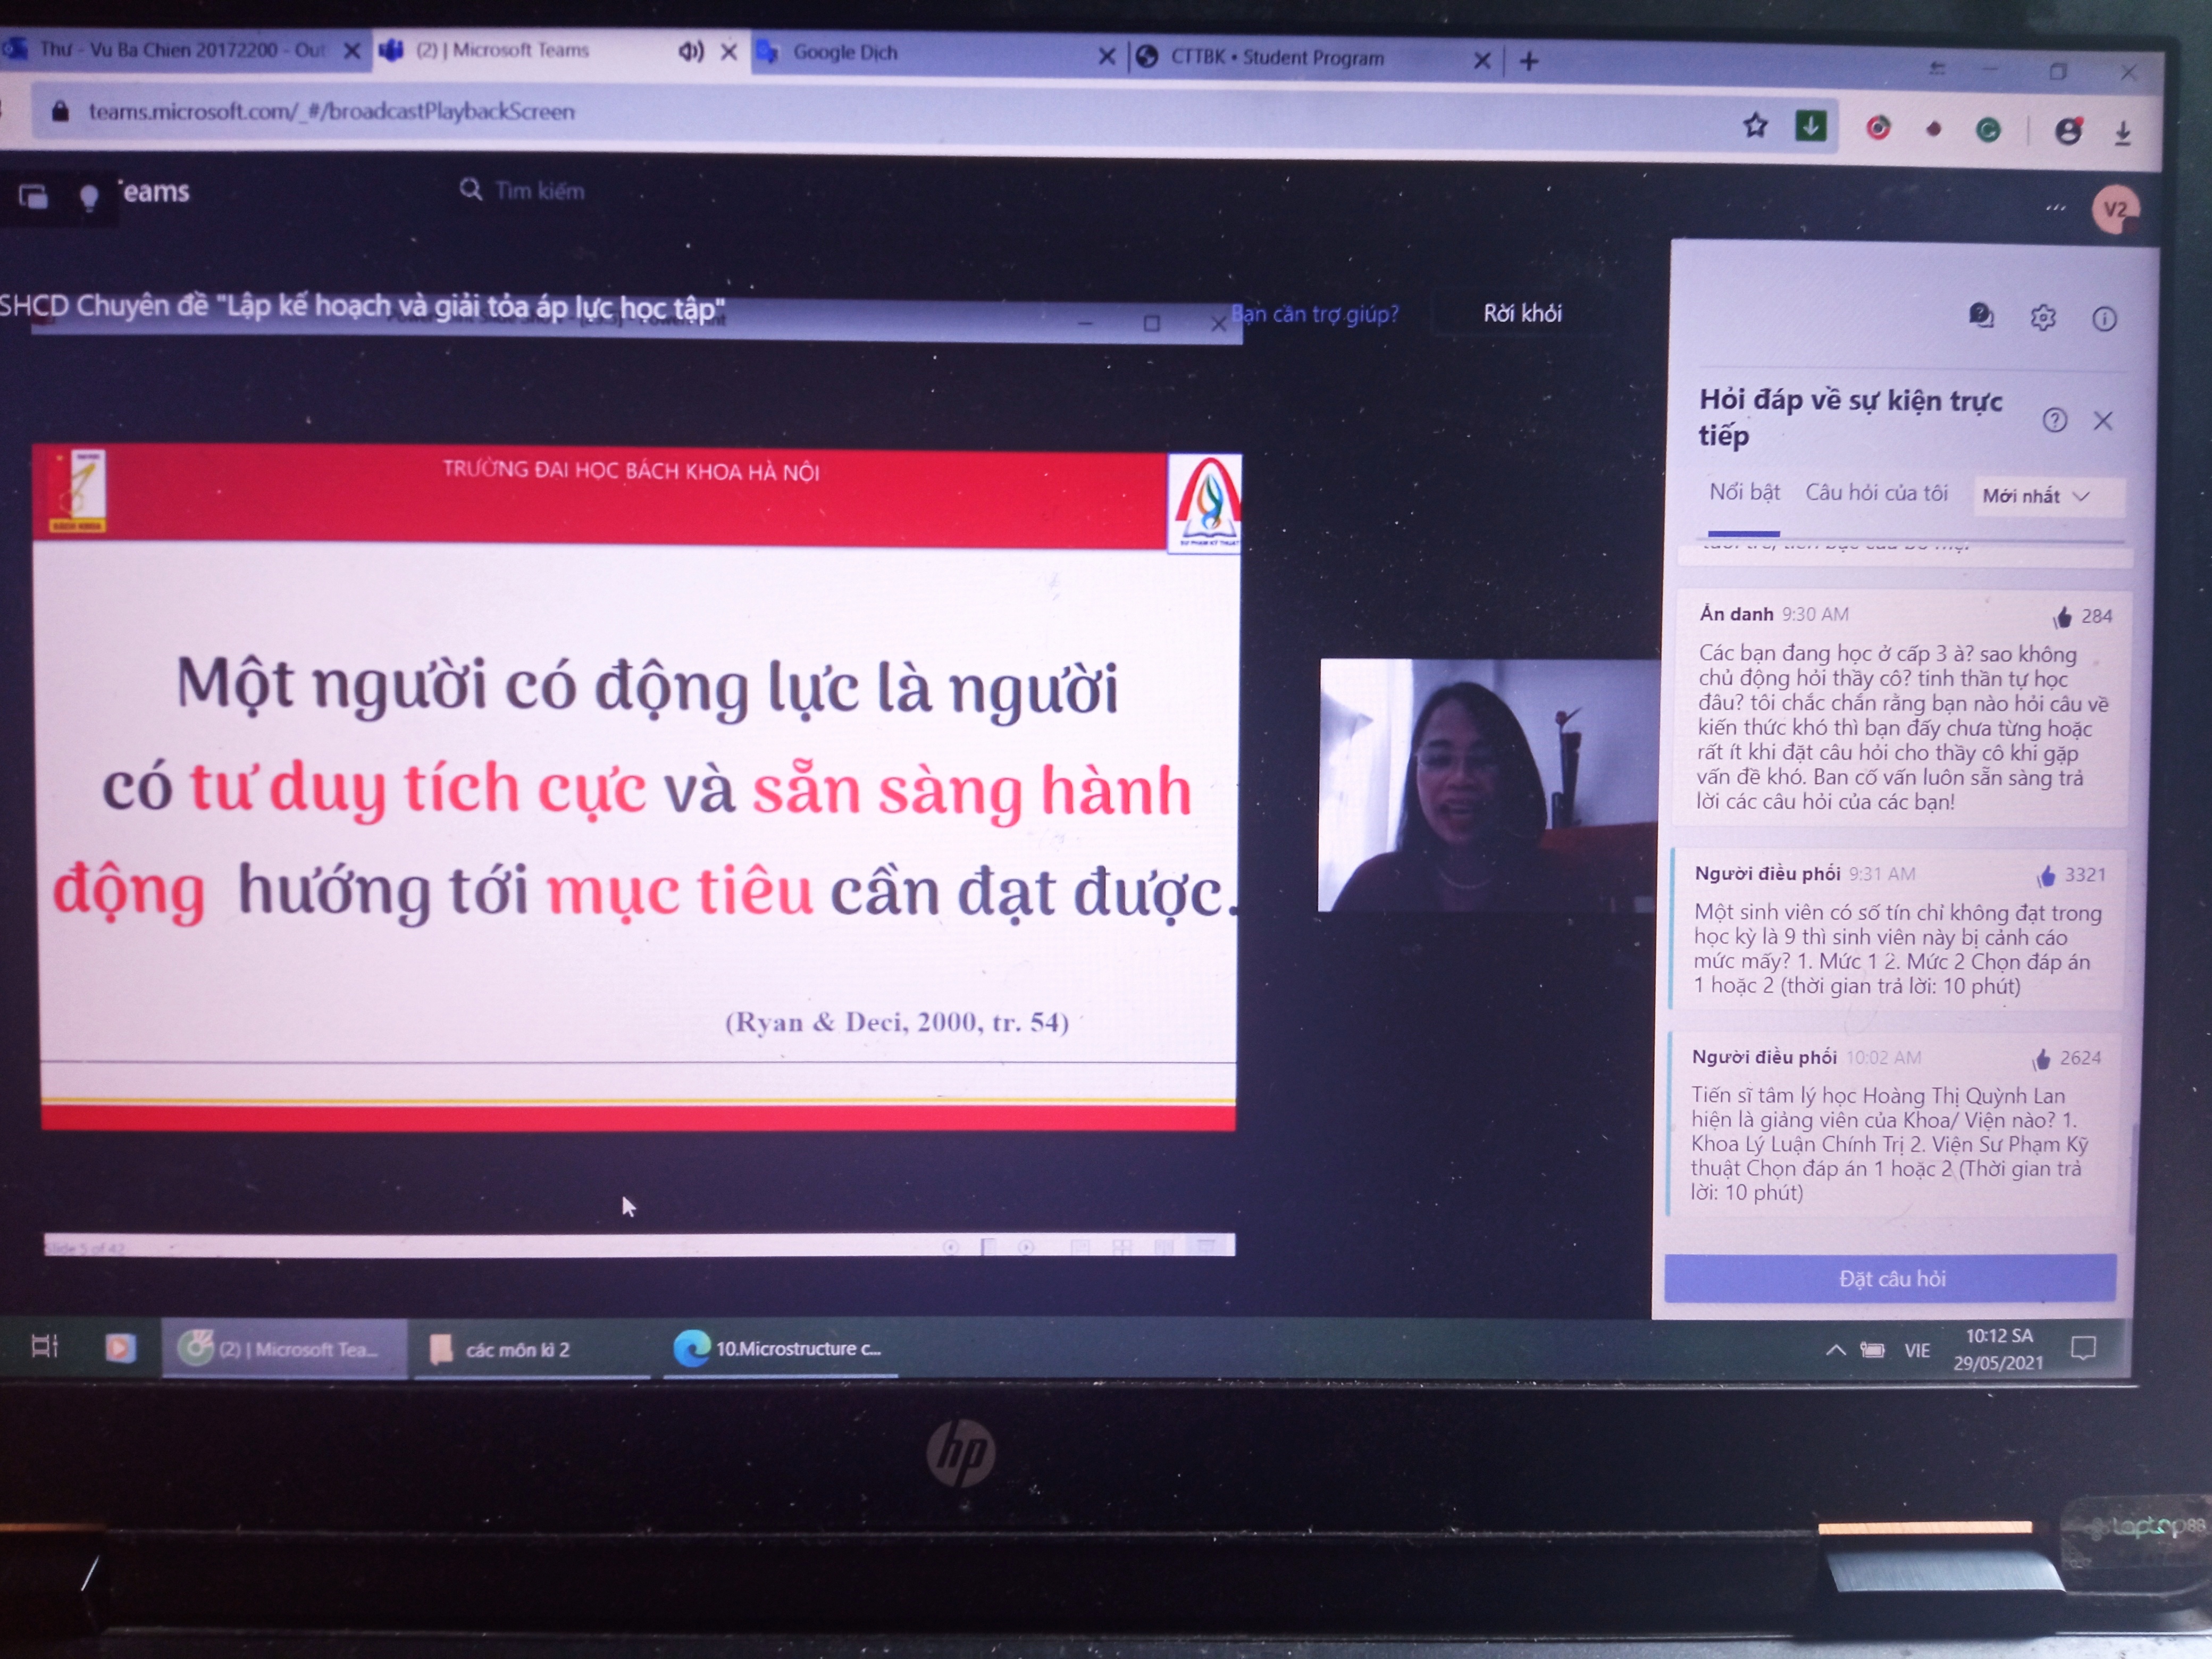 Thư - Vu Ba Chien 20172200 - Out
(2) | Microsoft Teams
Google Dịch
CTTBK • Student Program
teams.microsoft.com/_#/broadcastPlaybackScreen
eams
Tìm kiếm
V2
SHCD Chuyên đề "Lập kế hoạch và giải tỏa áp lực học tập"
Bạn cần trợ giúp?
Rời khỏi
TRƯỜNG ĐẠI HỌC BÁCH KHOA HÀ NỘI
BÁCH KHOA
SƯ PHẠM KỸ THUẬT
Một người có động lực là người
có tư duy tích cực và sẵn sàng hành
động hướng tới mục tiêu cần đạt được.
(Ryan & Deci, 2000, tr. 54)
Slide 5 of 42
Hỏi đáp về sự kiện trực
tiếp
Nổi bật
Câu hỏi của tôi
Mới nhất
Ẩn danh 9:30 AM
284
Các bạn đang học ở cấp 3 à? sao không
chủ động hỏi thầy cô? tinh thần tự học
đâu? tôi chắc chắn rằng bạn nào hỏi câu về
kiến thức khó thì bạn đấy chưa từng hoặc
rất ít khi đặt câu hỏi cho thầy cô khi gặp
vấn đề khó. Ban cố vấn luôn sẵn sàng trả
lời các câu hỏi của các bạn!
Người điều phối 9:31 AM
3321
Một sinh viên có số tín chỉ không đạt trong
học kỳ là 9 thì sinh viên này bị cảnh cáo
mức mấy? 1. Mức 1 2. Mức 2 Chọn đáp án
1 hoặc 2 (thời gian trả lời: 10 phút)
Người điều phối 10:02 AM
2624
Tiến sĩ tâm lý học Hoàng Thị Quỳnh Lan
hiện là giảng viên của Khoa/ Viện nào? 1.
Khoa Lý Luận Chính Trị 2. Viện Sư Phạm Kỹ
thuật Chọn đáp án 1 hoặc 2 (Thời gian trả
lời: 10 phút)
Đặt câu hỏi
(2) | Microsoft Tea...
các môn kì 2
10.Microstructure c...
VIE
10:12 SA
29/05/2021
hp
Laptop88